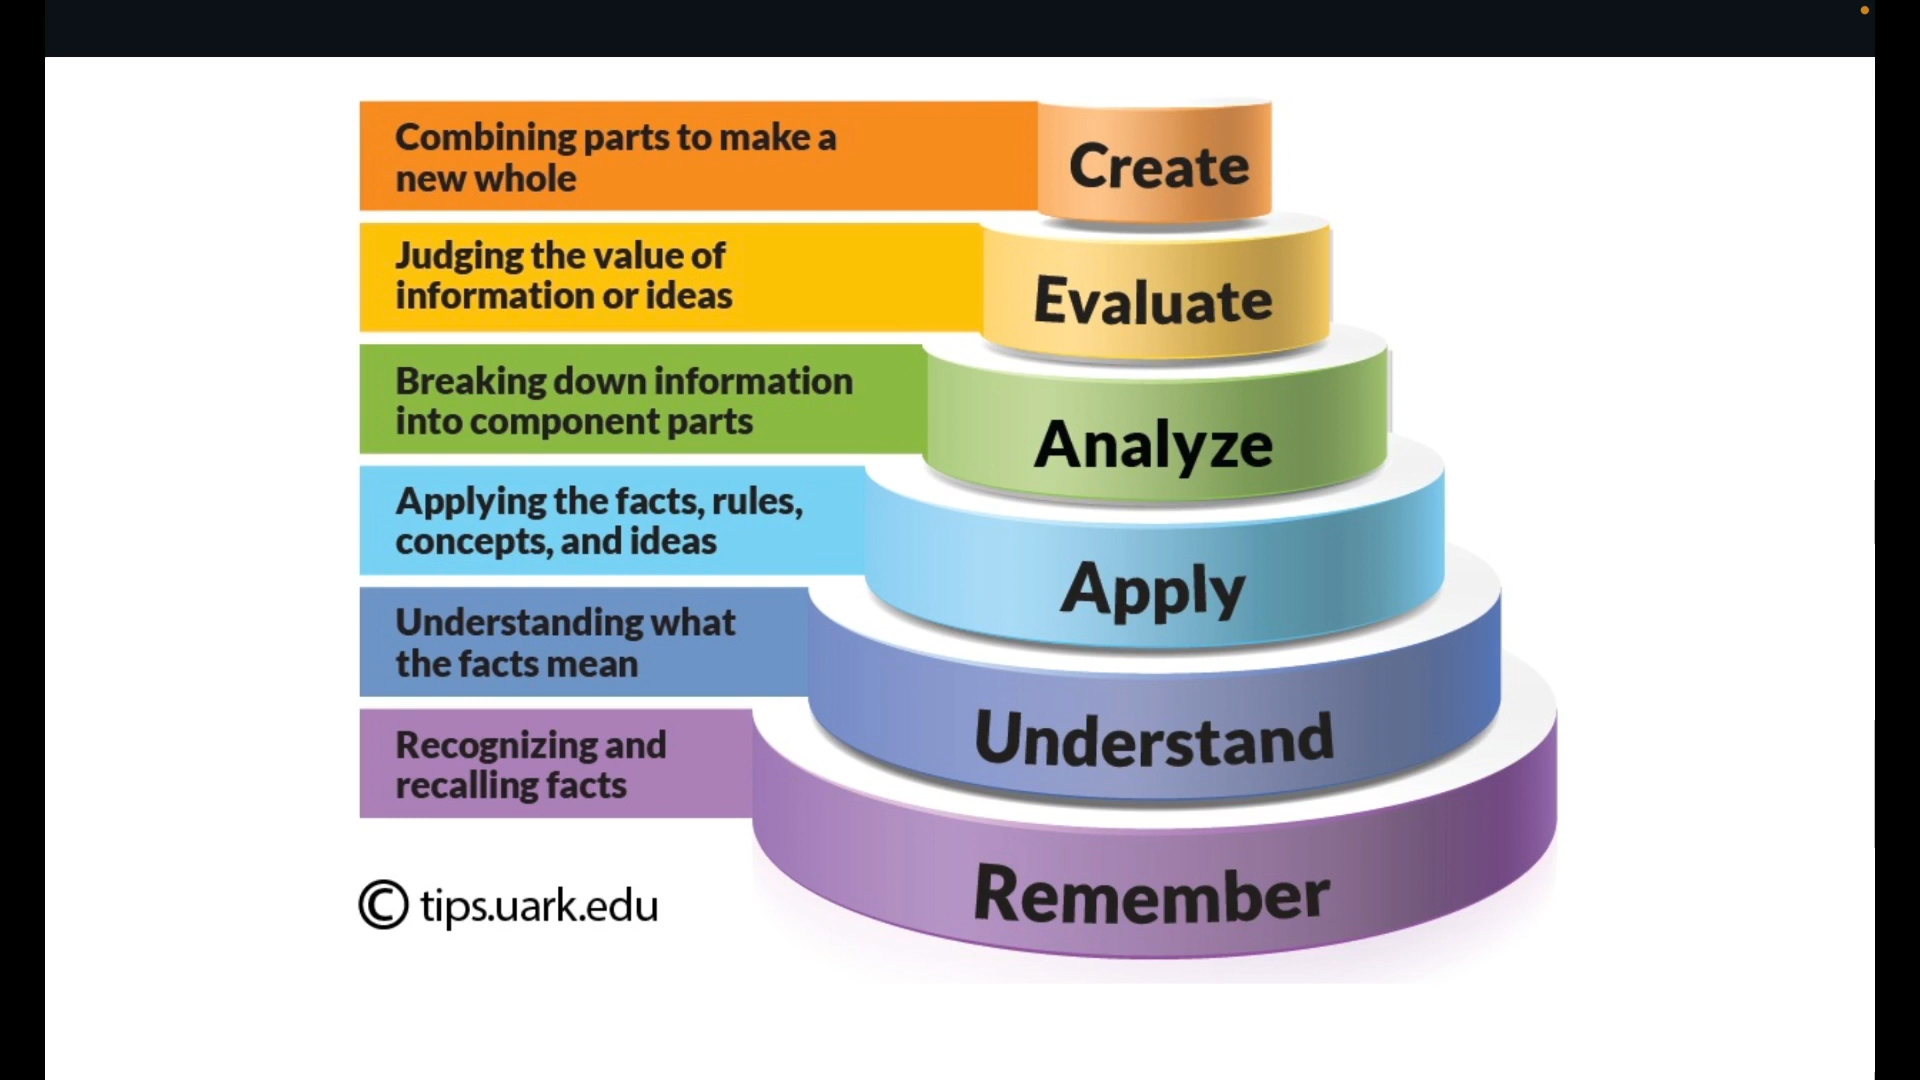 Combining parts to make a
new whole
Create
Judging the value of
information or ideas
Evaluate
Breaking down information
into component parts
Analyze
Applying the facts, rules,
concepts, and ideas
Apply
Understanding what
the facts mean
Understand
Recognizing and
recalling facts
Remember
© tips.uark.edu